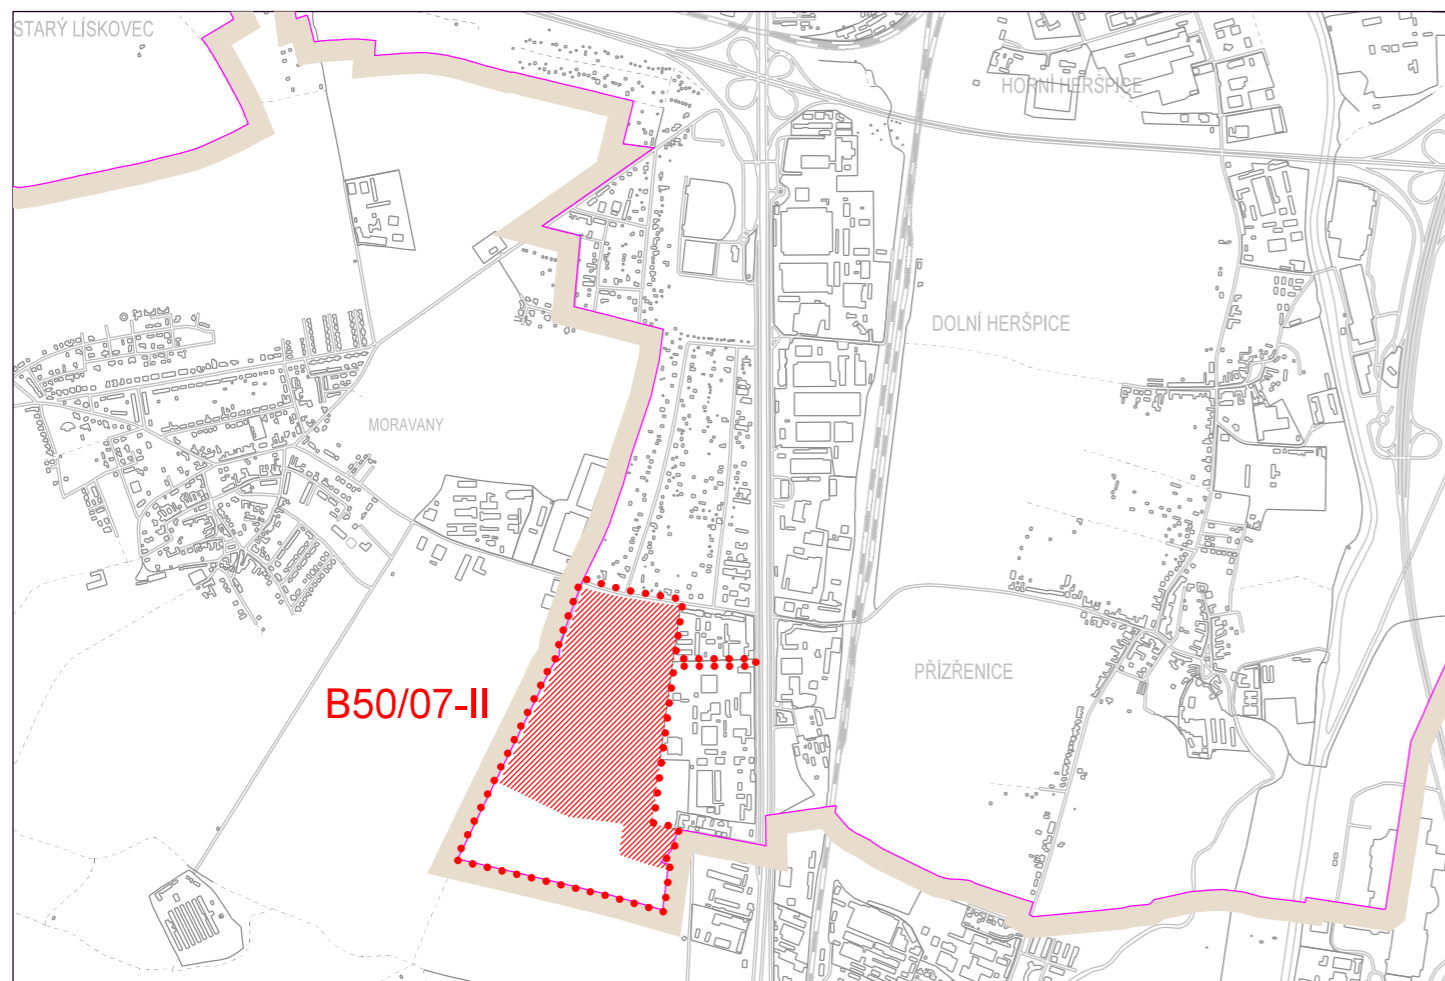 STARÝ LÍSKOVEC
HORNÍ HERŠPICE
DOLNÍ HERŠPICE
MORAVANY
PŘÍZŘENICE
B50/07-II